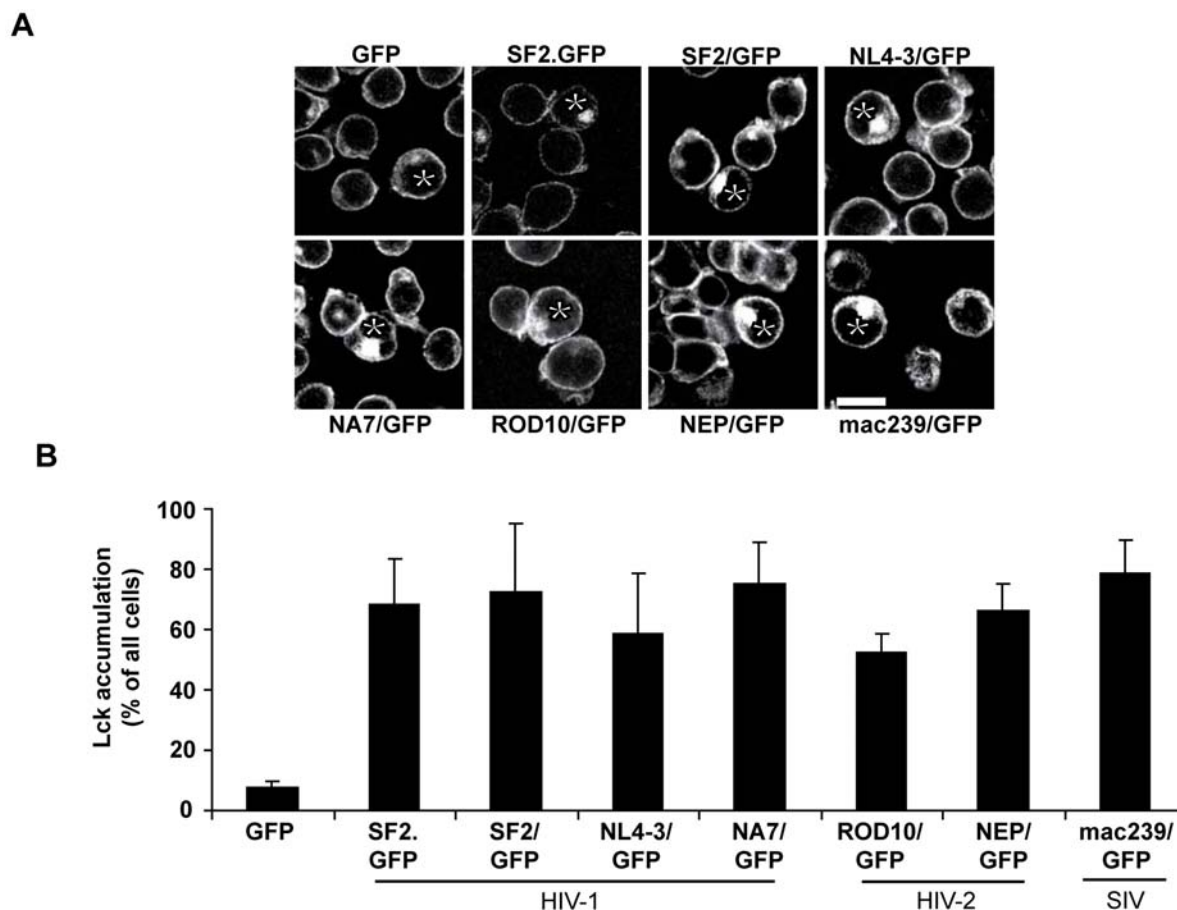 A
GFP SF2.GFP SF2/GFP NL4-3/GFP
* * * *
* * * *
NA7/GFP ROD10/GFP NEP/GFP mac239/GFP
B
Lck accumulation
(% of all cells)
100
80
60
40
20
0
GFP SF2. SF2/ NL4-3/ NA7/ ROD10/ NEP/ mac239/
GFP GFP GFP GFP GFP GFP GFP
HIV-1 HIV-2 SIV